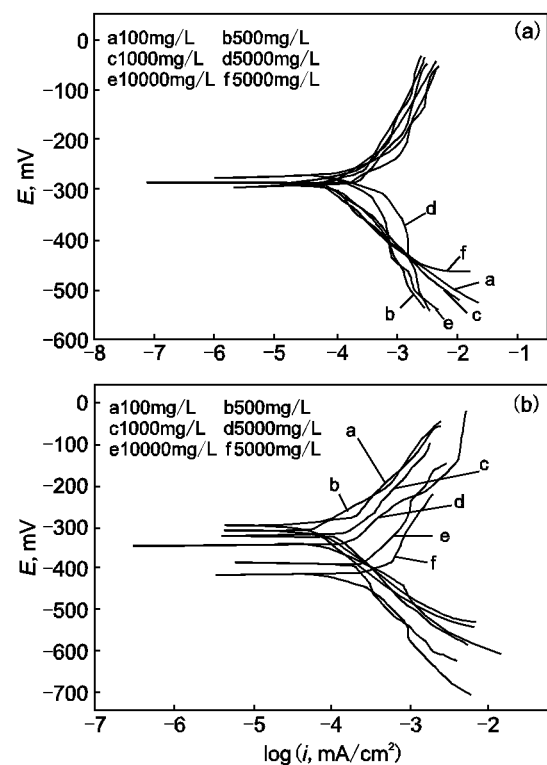 (a)
a100mg/L b500mg/L
c1000mg/L d5000mg/L
e10000mg/L f5000mg/L
0
−100
−200
−300
−400
−500
−600
E, mV
d
f
a
b
e
c
−8 −7 −6 −5 −4 −3 −2 −1
(b)
a100mg/L b500mg/L
c1000mg/L d5000mg/L
e10000mg/L f5000mg/L
0
−100
−200
−300
−400
−500
−600
−700
E, mV
a
b
c
d
e
f
−7 −6 −5 −4 −3 −2
log(i, mA/cm²)